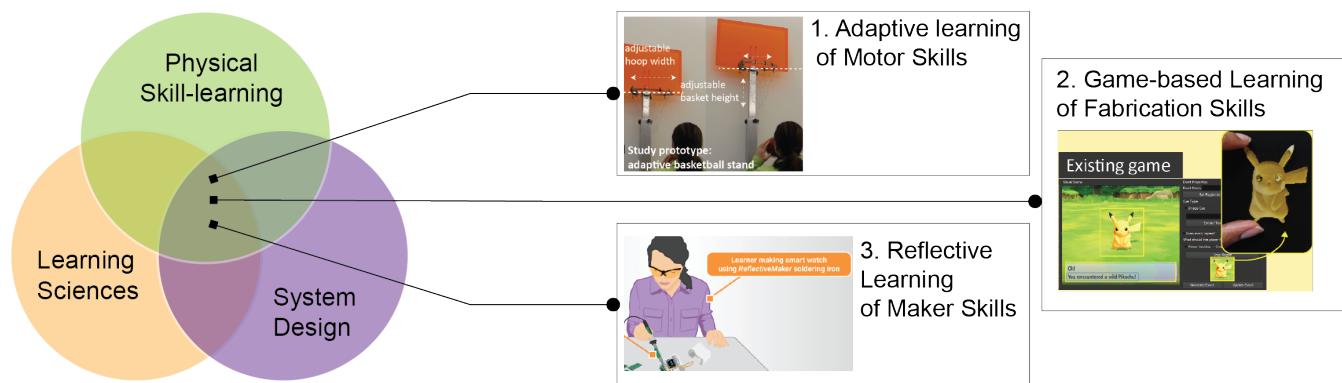 Physical
Skill-learning
Learning
Sciences
System
Design
1. Adaptive learning
of Motor Skills
adjustable
hoop width
adjustable
basket height
Study prototype:
adaptive basketball stand
2. Game-based Learning
of Fabrication Skills
Existing game
Oh!
You encountered a wild Pikachu!
3. Reflective
Learning
of Maker Skills
Learner making smart watch
using ReflectiveMaker soldering iron